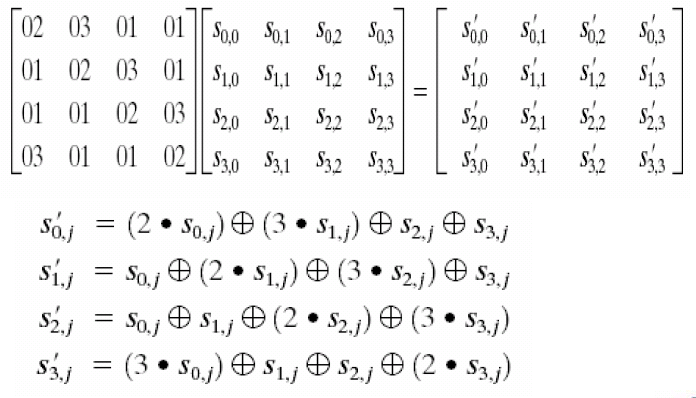 02 03 01 01 s0,0 s0,1 s0,2 s0,3 s′0,0 s′0,1 s′0,2 s′0,3
01 02 03 01 s1,0 s1,1 s1,2 s1,3 s′1,0 s′1,1 s′1,2 s′1,3
=
01 01 02 03 s2,0 s2,1 s2,2 s2,3 s′2,0 s′2,1 s′2,2 s′2,3
03 01 01 02 s3,0 s3,1 s3,2 s3,3 s′3,0 s′3,1 s′3,2 s′3,3
s′0,j = (2 • s0,j) ⊕ (3 • s1,j) ⊕ s2,j ⊕ s3,j
s′1,j = s0,j ⊕ (2 • s1,j) ⊕ (3 • s2,j) ⊕ s3,j
s′2,j = s0,j ⊕ s1,j ⊕ (2 • s2,j) ⊕ (3 • s3,j)
s′3,j = (3 • s0,j) ⊕ s1,j ⊕ s2,j ⊕ (2 • s3,j)